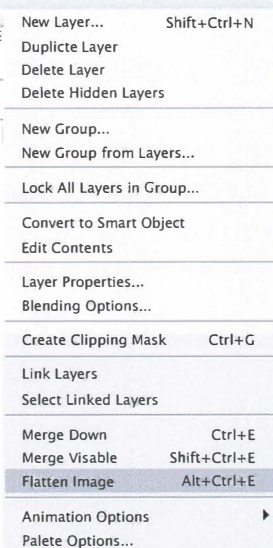 New Layer... Shift+Ctrl+N
Duplicte Layer
Delete Layer
Delete Hidden Layers
New Group...
New Group from Layers...
Lock All Layers in Group...
Convert to Smart Object
Edit Contents
Layer Properties...
Blending Options...
Create Clipping Mask Ctrl+G
Link Layers
Select Linked Layers
Merge Down Ctrl+E
Merge Visable Shift+Ctrl+E
Flatten Image Alt+Ctrl+E
Animation Options
Palete Options...